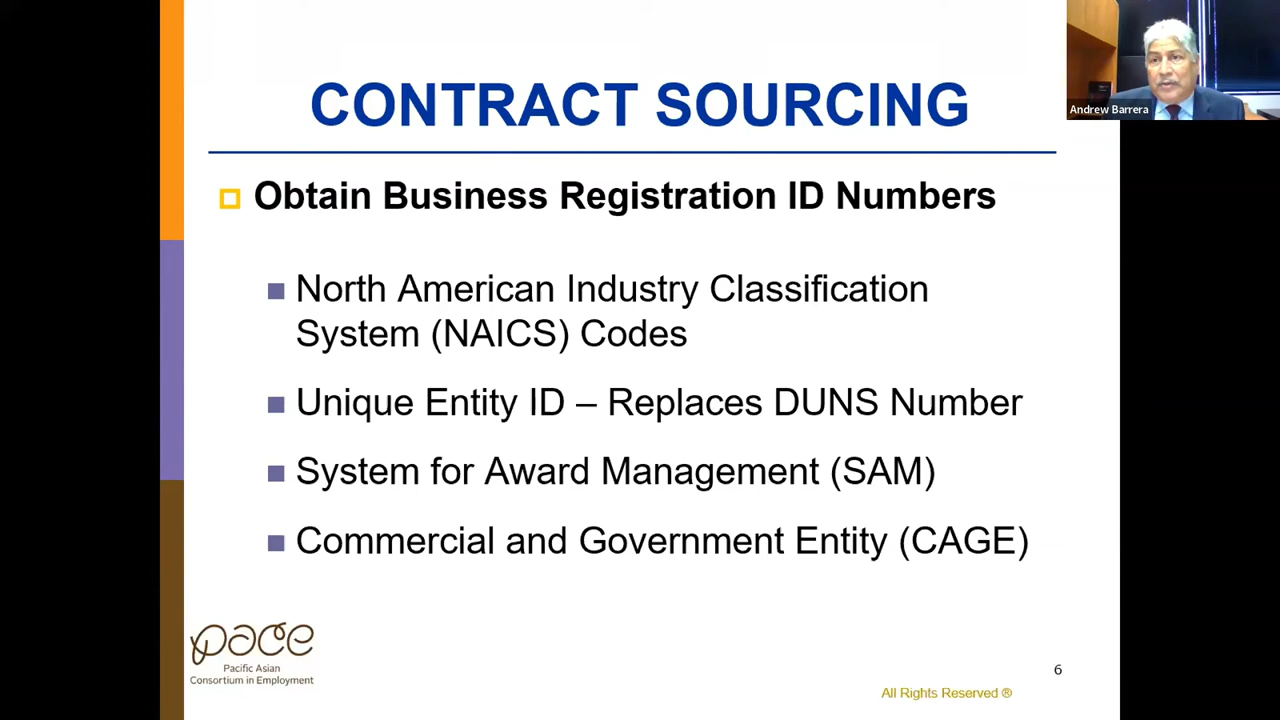 CONTRACT SOURCING
Andrew Barrera
Obtain Business Registration ID Numbers
North American Industry Classification
System (NAICS) Codes
Unique Entity ID – Replaces DUNS Number
System for Award Management (SAM)
Commercial and Government Entity (CAGE)
pace
Pacific Asian
Consortium in Employment
6
All Rights Reserved ®